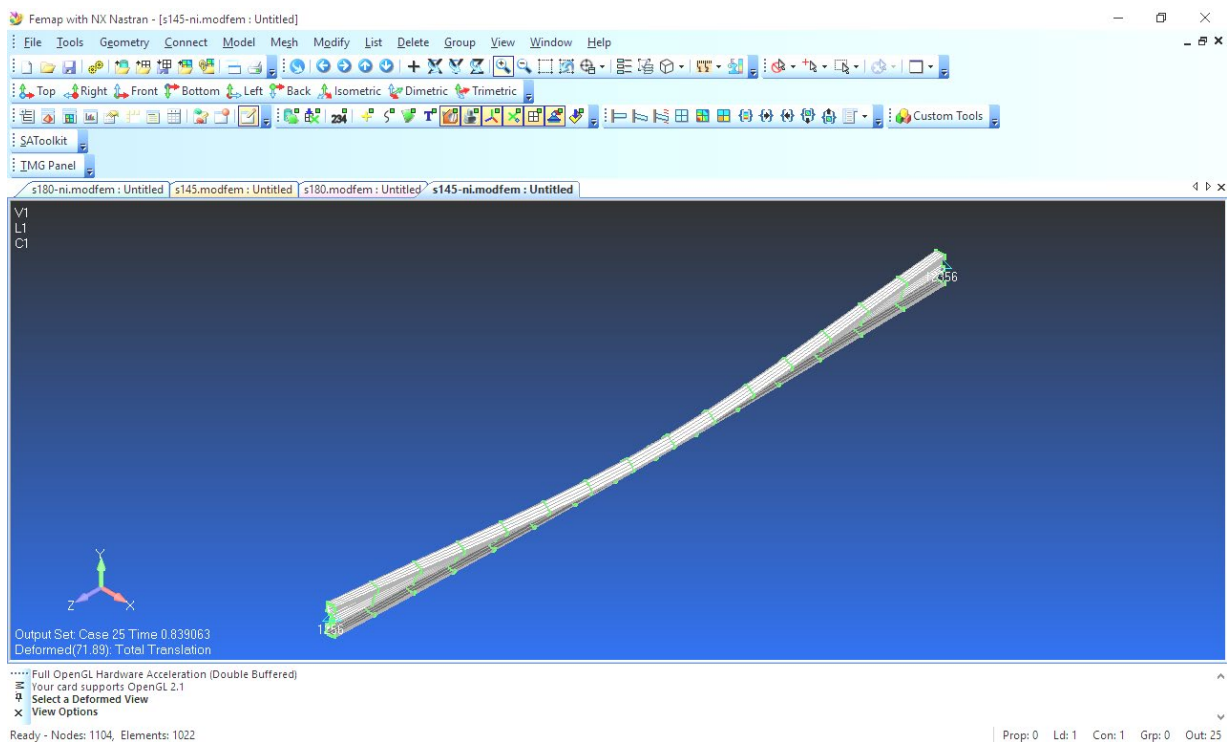 Femap with NX Nastran - [s145-ni.modfem : Untitled]
File Tools Geometry Connect Model Mesh Modify List Delete Group View Window Help
Top Right Front Bottom Left Back Isometric Dimetric Trimetric
234 T Custom Tools
SAToolkit
TMG Panel
s180-ni.modfem : Untitled s145.modfem : Untitled s180.modfem : Untitled s145-ni.modfem : Untitled
V1
L1
C1
12356
1256
Y
Z X
Output Set: Case 25 Time 0.839063
Deformed(71.89): Total Translation
Full OpenGL Hardware Acceleration (Double Buffered)
Your card supports OpenGL 2.1
Select a Deformed View
View Options
Ready - Nodes: 1104, Elements: 1022 Prop: 0 Ld: 1 Con: 1 Grp: 0 Out: 25